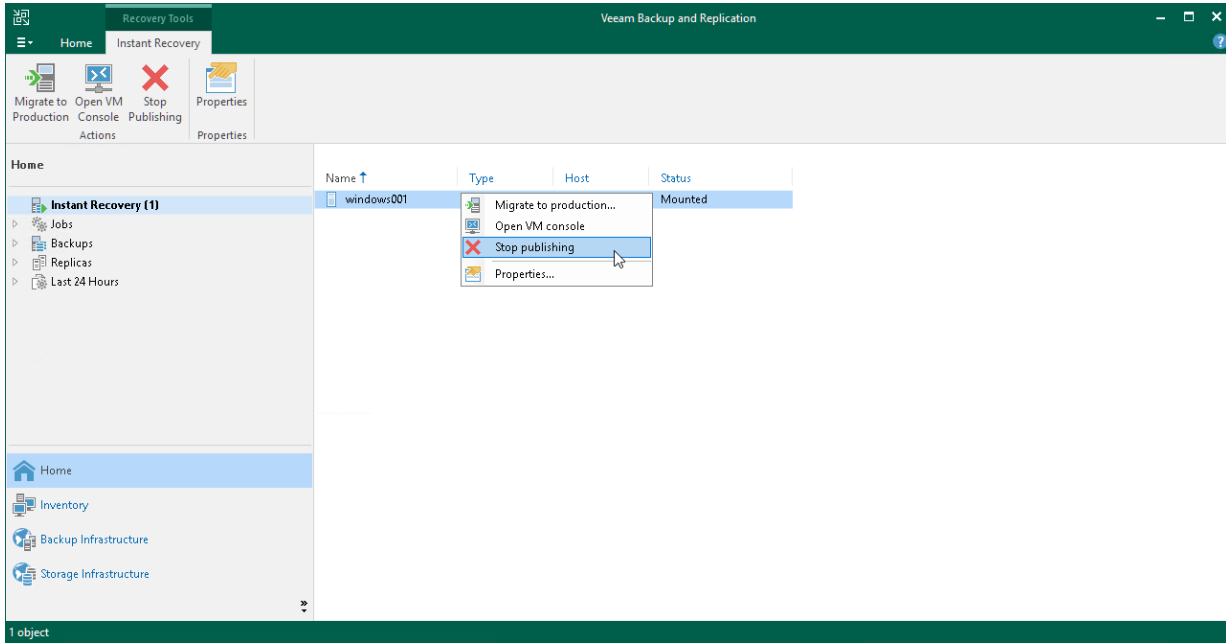 Recovery Tools
Veeam Backup and Replication
Home Instant Recovery
Migrate to Production
Open VM Console
Stop Publishing
Properties
Actions
Properties
Home
Instant Recovery (1)
Jobs
Backups
Replicas
Last 24 Hours
Name Type Host Status
windows001 Mounted
Migrate to production...
Open VM console
Stop publishing
Properties...
Home
Inventory
Backup Infrastructure
Storage Infrastructure
1 object